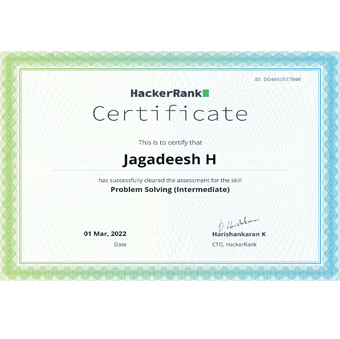 ID: DD4850577B4B
HackerRank
Certificate
This is to certify that
Jagadeesh H
has successfully cleared the assessment for the skill
Problem Solving (Intermediate)
01 Mar, 2022
Date
Harishankaran K
CTO, HackerRank